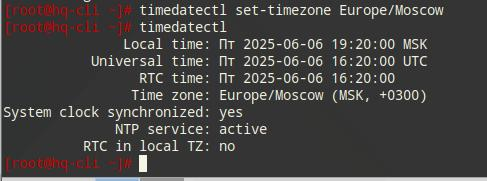 [root@hq-cli ~]# timedatectl set-timezone Europe/Moscow
[root@hq-cli ~]# timedatectl
Local time: Пт 2025-06-06 19:20:00 MSK
Universal time: Пт 2025-06-06 16:20:00 UTC
RTC time: Пт 2025-06-06 16:20:00
Time zone: Europe/Moscow (MSK, +0300)
System clock synchronized: yes
NTP service: active
RTC in local TZ: no
[root@hq-cli ~]#